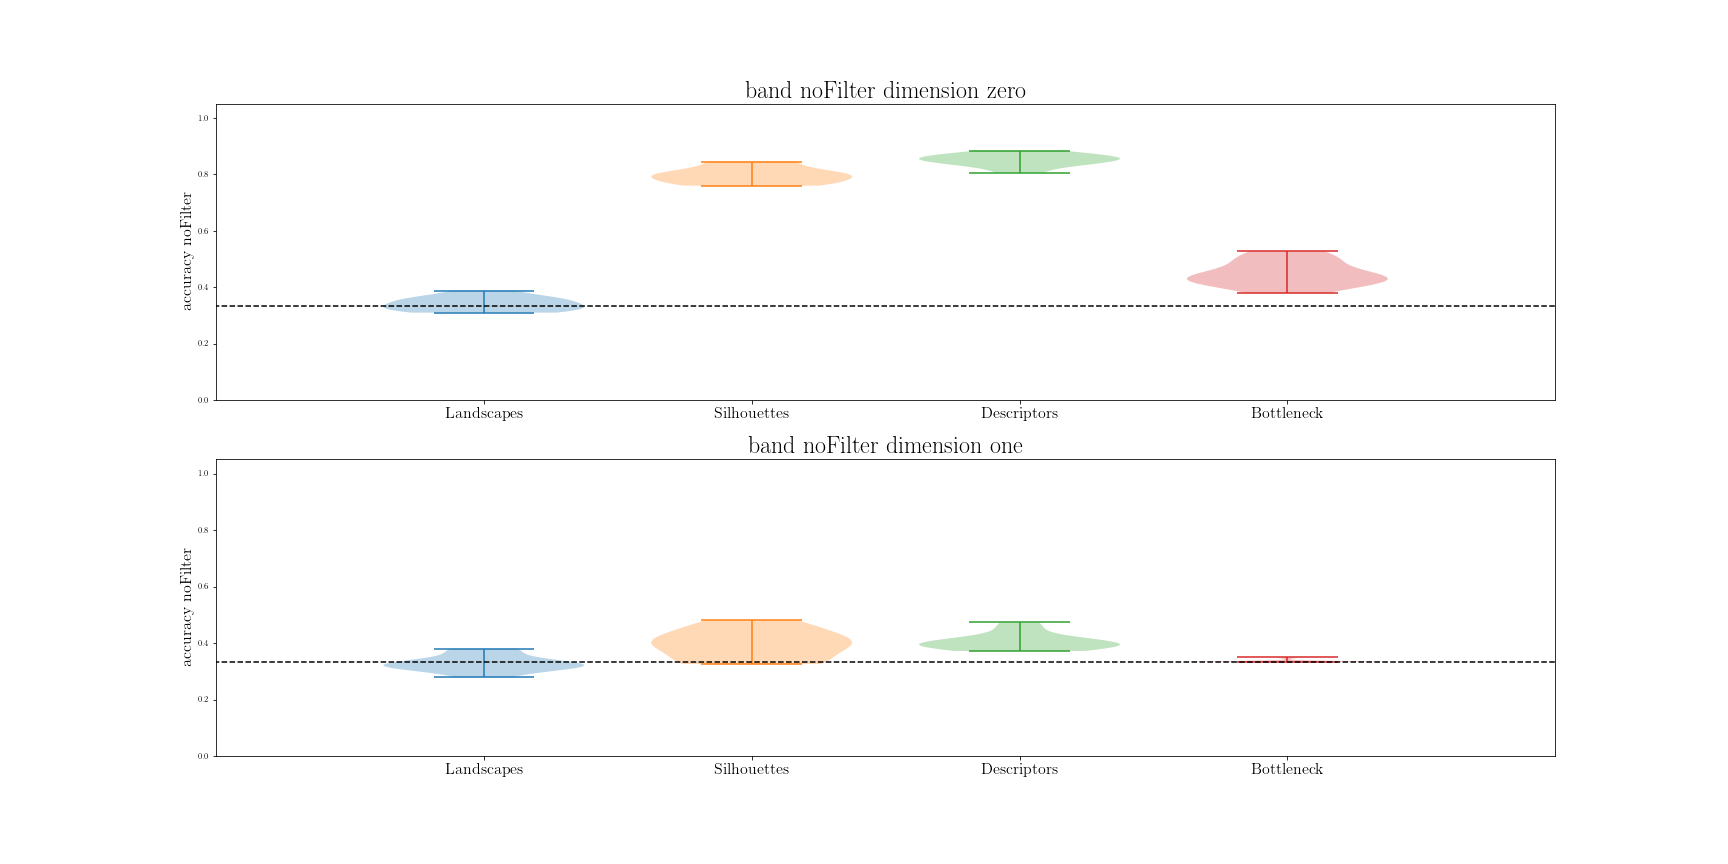 band noFilter dimension zero
accuracy noFilter
1.0
0.8
0.6
0.4
0.2
0.0
Landscapes Silhouettes Descriptors Bottleneck
band noFilter dimension one
accuracy noFilter
1.0
0.8
0.6
0.4
0.2
0.0
Landscapes Silhouettes Descriptors Bottleneck